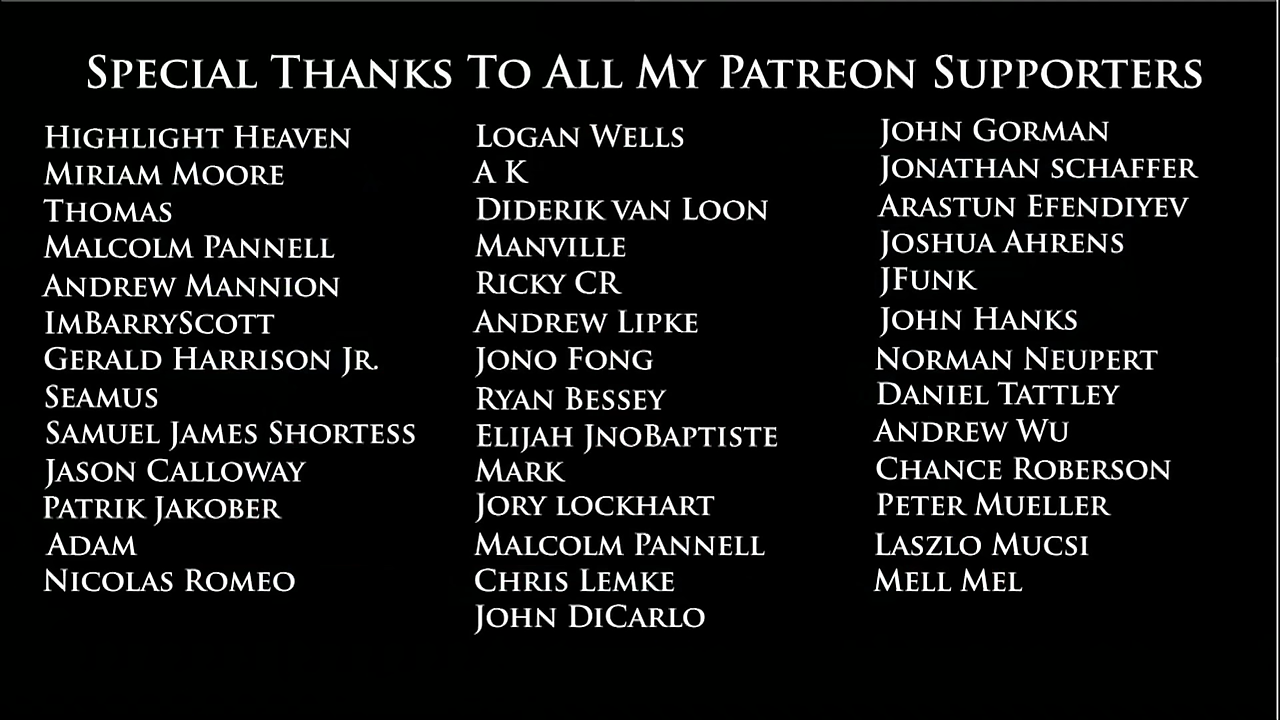 Special Thanks To All My Patreon Supporters
Highlight Heaven
Miriam Moore
Thomas
Malcolm Pannell
Andrew Mannion
ImBarryScott
Gerald Harrison Jr.
Seamus
Samuel James Shortess
Jason Calloway
Patrik Jakober
Adam
Nicolas Romeo
Logan Wells
A K
Diderik van Loon
Manville
Ricky CR
Andrew Lipke
Jono Fong
Ryan Bessey
Elijah JnoBaptiste
Mark
Jory lockhart
Malcolm Pannell
Chris Lemke
John DiCarlo
John Gorman
Jonathan schaffer
Arastun Efendiyev
Joshua Ahrens
JFunk
John Hanks
Norman Neupert
Daniel Tattley
Andrew Wu
Chance Roberson
Peter Mueller
Laszlo Mucsi
Mell Mel